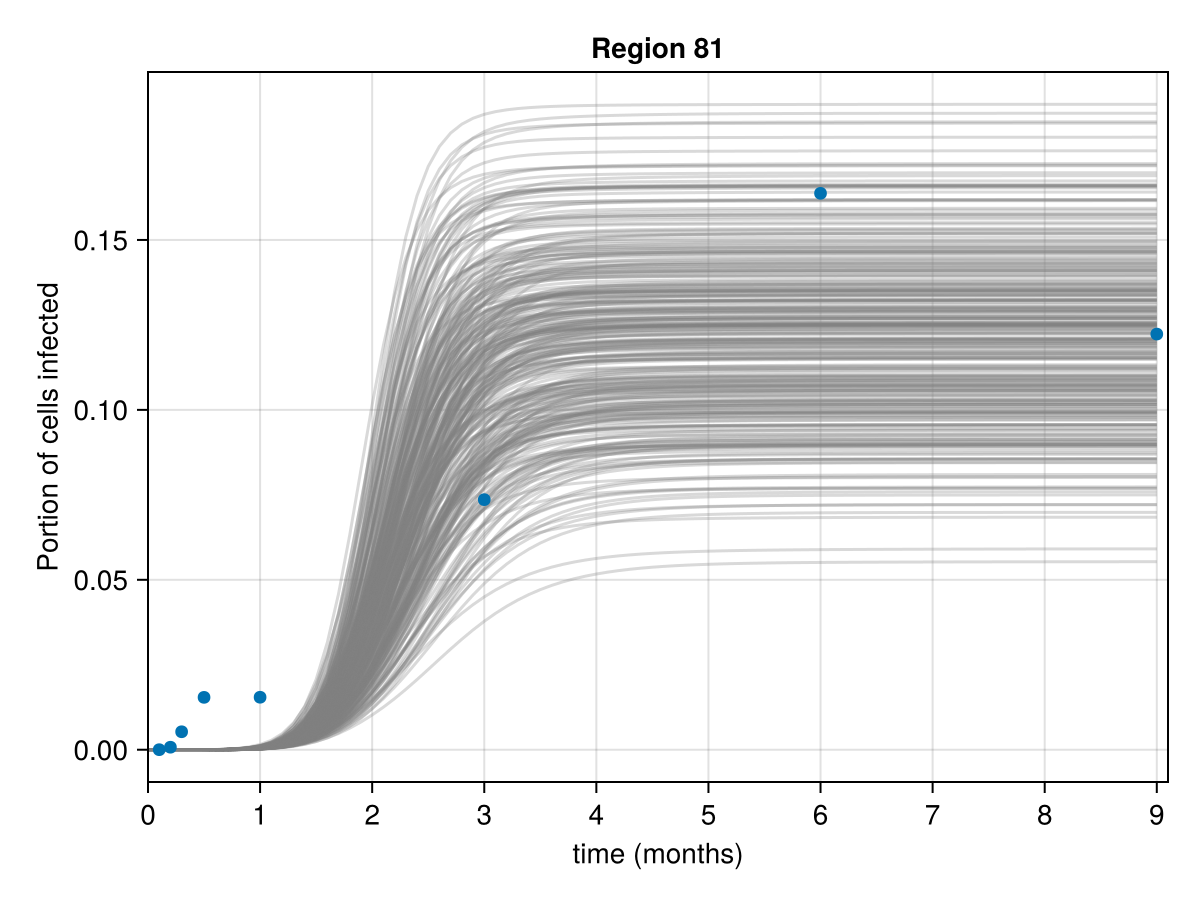 Region 81
Portion of cells infected
0.15
0.10
0.05
0.00
0 1 2 3 4 5 6 7 8 9
time (months)